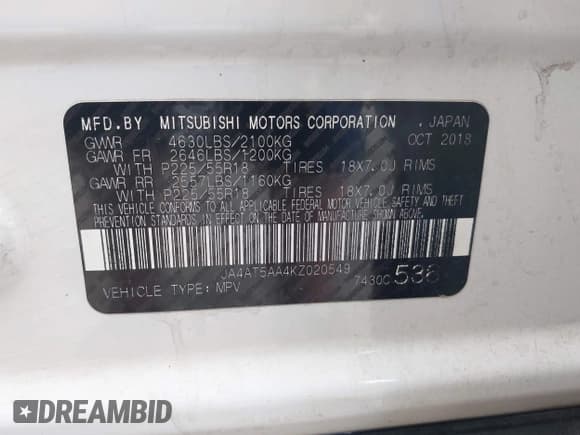 MFD.BY MITSUBISHI MOTORS CORPORATION , JAPAN
GVWR 4630LBS/2100KG OCT 2018
GAWR FR 2646LBS/1200KG
WITH P225/55R18 TIRES 18X7.0J RIMS
GAWR RR 2557LBS/1160KG
WITH P225/55R18 TIRES 18X7.0J RIMS
THIS VEHICLE CONFORMS TO ALL APPLICABLE FEDERAL MOTOR VEHICLE SAFETY AND THEFT
PREVENTION STANDARDS IN EFFECT ON THE DATE OF MANUFACTURE SHOWN ABOVE.
JA4AT5AA4KZ020549
VEHICLE TYPE: MPV 7430C 536
DREAMBID